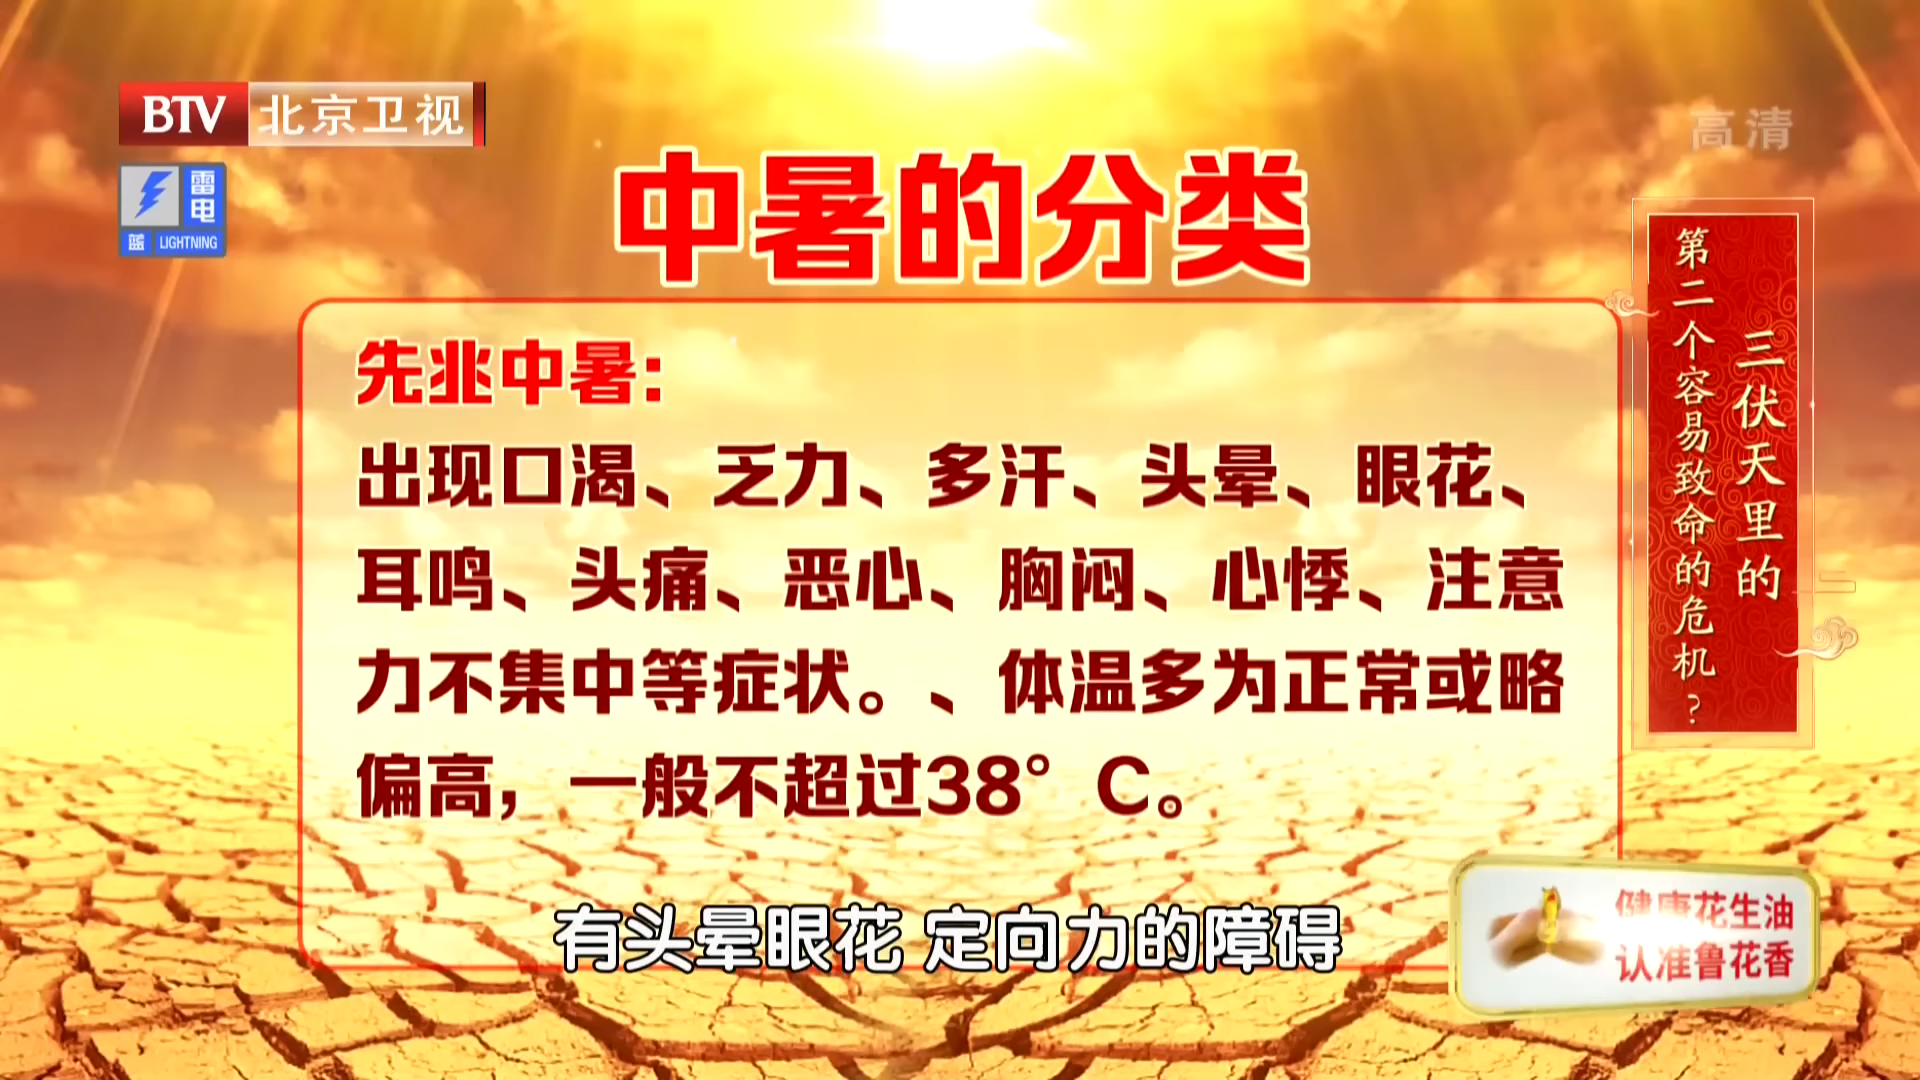 BTV 北京卫视
高清
雷电
蓝 LIGHTNING
中暑的分类
先兆中暑：
出现口渴、乏力、多汗、头晕、眼花、
耳鸣、头痛、恶心、胸闷、心悸、注意
力不集中等症状。、体温多为正常或略
偏高，一般不超过38°C。
三伏天里的
第二个容易致命的危机?
有头晕眼花 定向力的障碍
健康花生油
认准鲁花香